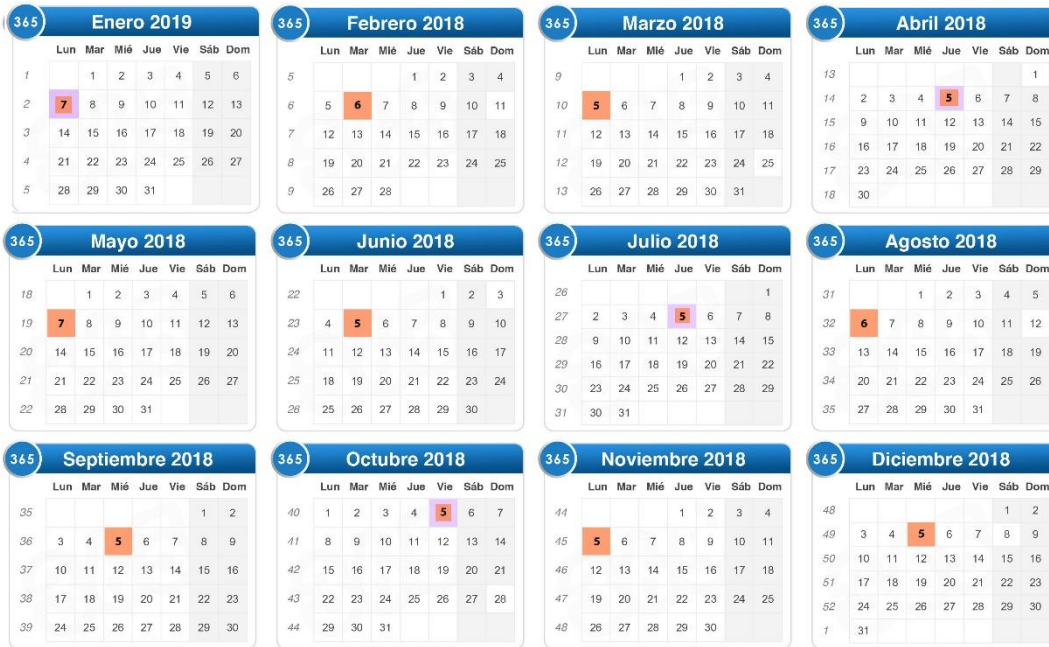 365 Enero 2019
Lun Mar Mié Jue Vie Sáb Dom
1 1 2 3 4 5 6
2 7 8 9 10 11 12 13
3 14 15 16 17 18 19 20
4 21 22 23 24 25 26 27
5 28 29 30 31
365 Febrero 2018
Lun Mar Mié Jue Vie Sáb Dom
5 1 2 3 4
6 5 6 7 8 9 10 11
7 12 13 14 15 16 17 18
8 19 20 21 22 23 24 25
9 26 27 28
365 Marzo 2018
Lun Mar Mié Jue Vie Sáb Dom
9 1 2 3 4
10 5 6 7 8 9 10 11
11 12 13 14 15 16 17 18
12 19 20 21 22 23 24 25
13 26 27 28 29 30 31
365 Abril 2018
Lun Mar Mié Jue Vie Sáb Dom
13 1
14 2 3 4 5 6 7 8
15 9 10 11 12 13 14 15
16 16 17 18 19 20 21 22
17 23 24 25 26 27 28 29
18 30
365 Mayo 2018
Lun Mar Mié Jue Vie Sáb Dom
18 1 2 3 4 5 6
19 7 8 9 10 11 12 13
20 14 15 16 17 18 19 20
21 21 22 23 24 25 26 27
22 28 29 30 31
365 Junio 2018
Lun Mar Mié Jue Vie Sáb Dom
22 1 2 3
23 4 5 6 7 8 9 10
24 11 12 13 14 15 16 17
25 18 19 20 21 22 23 24
26 25 26 27 28 29 30
365 Julio 2018
Lun Mar Mié Jue Vie Sáb Dom
26 1
27 2 3 4 5 6 7 8
28 9 10 11 12 13 14 15
29 16 17 18 19 20 21 22
30 23 24 25 26 27 28 29
31 30 31
365 Agosto 2018
Lun Mar Mié Jue Vie Sáb Dom
31 1 2 3 4 5
32 6 7 8 9 10 11 12
33 13 14 15 16 17 18 19
34 20 21 22 23 24 25 26
35 27 28 29 30 31
365 Septiembre 2018
Lun Mar Mié Jue Vie Sáb Dom
35 1 2
36 3 4 5 6 7 8 9
37 10 11 12 13 14 15 16
38 17 18 19 20 21 22 23
39 24 25 26 27 28 29 30
365 Octubre 2018
Lun Mar Mié Jue Vie Sáb Dom
40 1 2 3 4 5 6 7
41 8 9 10 11 12 13 14
42 15 16 17 18 19 20 21
43 22 23 24 25 26 27 28
44 29 30 31
365 Noviembre 2018
Lun Mar Mié Jue Vie Sáb Dom
44 1 2 3 4
45 5 6 7 8 9 10 11
46 12 13 14 15 16 17 18
47 19 20 21 22 23 24 25
48 26 27 28 29 30
365 Diciembre 2018
Lun Mar Mié Jue Vie Sáb Dom
48 1 2
49 3 4 5 6 7 8 9
50 10 11 12 13 14 15 16
51 17 18 19 20 21 22 23
52 24 25 26 27 28 29 30
1 31